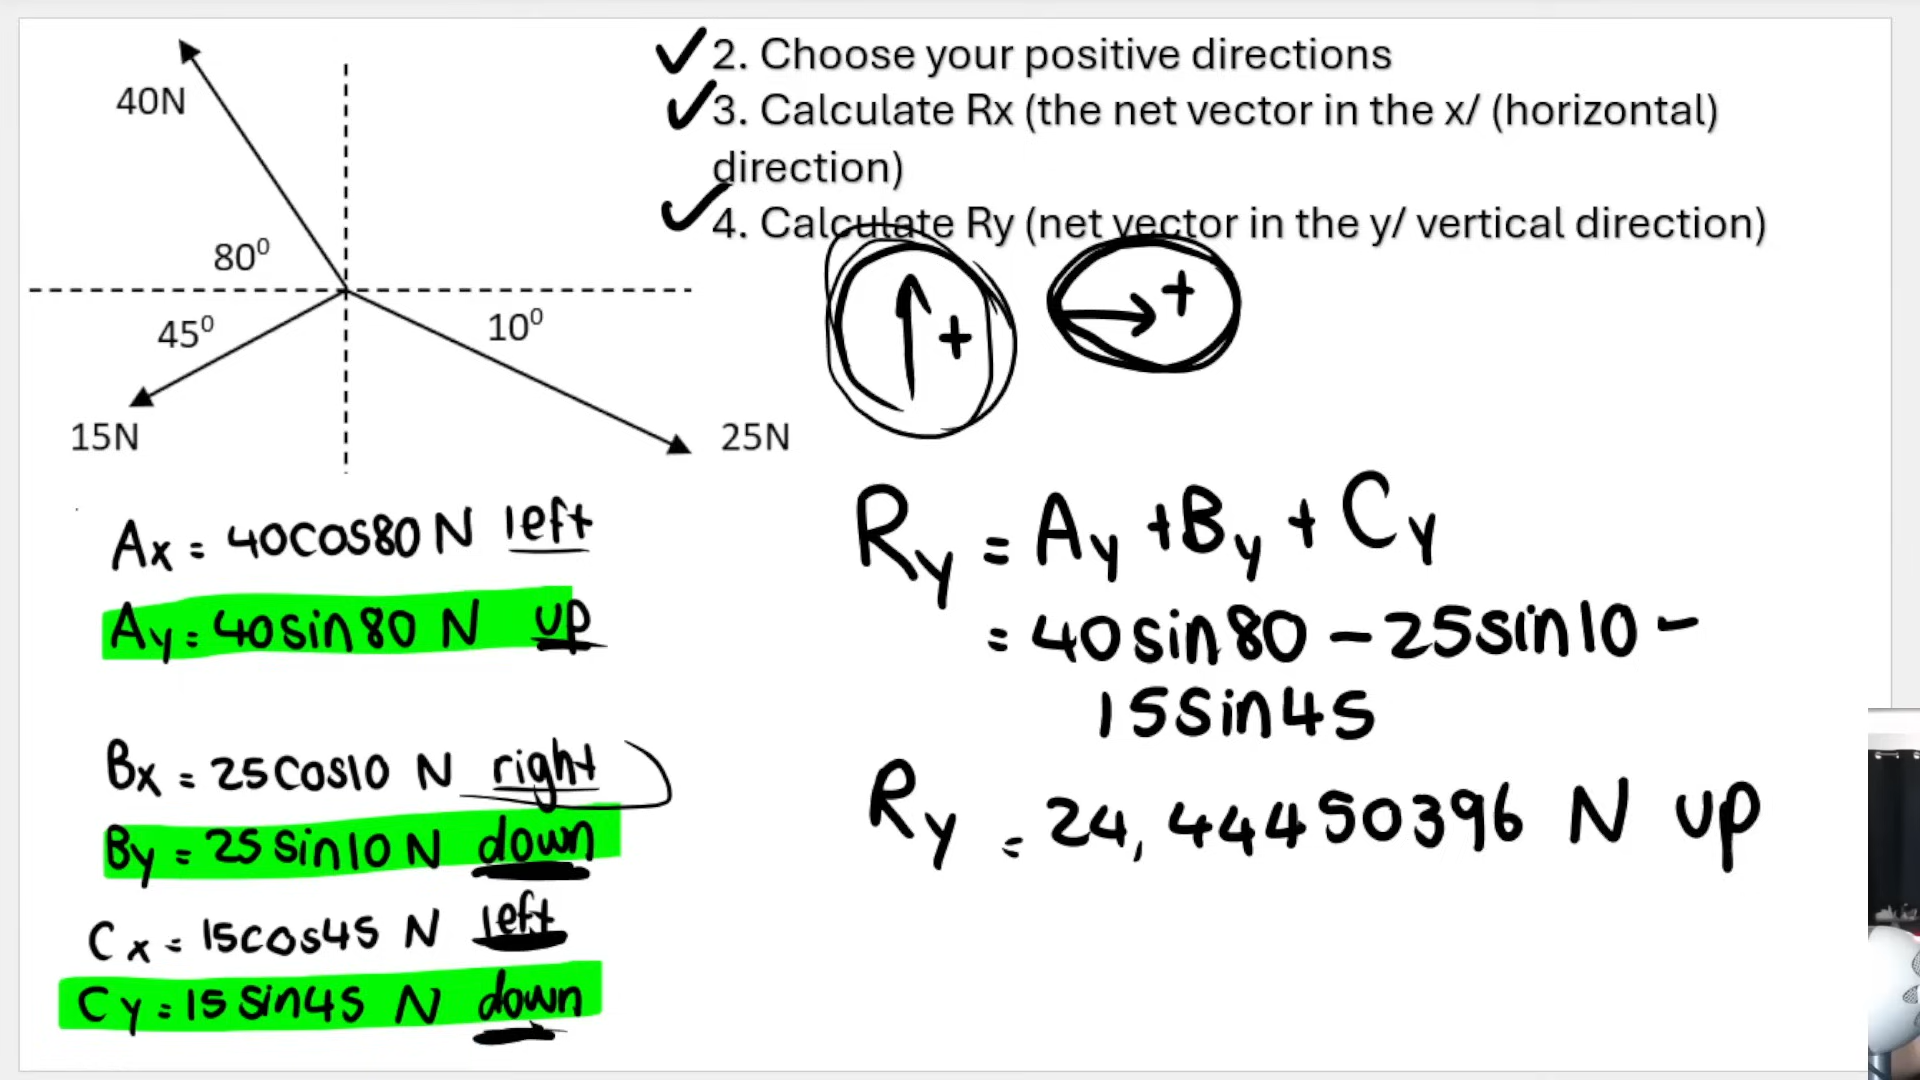 2. Choose your positive directions
3. Calculate Rx (the net vector in the x/ (horizontal)
direction)
4. Calculate Ry (net vector in the y/ vertical direction)
40N
80⁰
45⁰
10⁰
15N
25N
+
+
Ax = 40cos80 N left
Ay = 40sin80 N up
Bx = 25cos10 N right
By = 25sin10 N down
Cx = 15cos45 N left
Cy = 15sin45 N down
Ry = Ay + By + Cy
= 40sin80 - 25sin10 -
15sin45
Ry = 24,44450396 N up